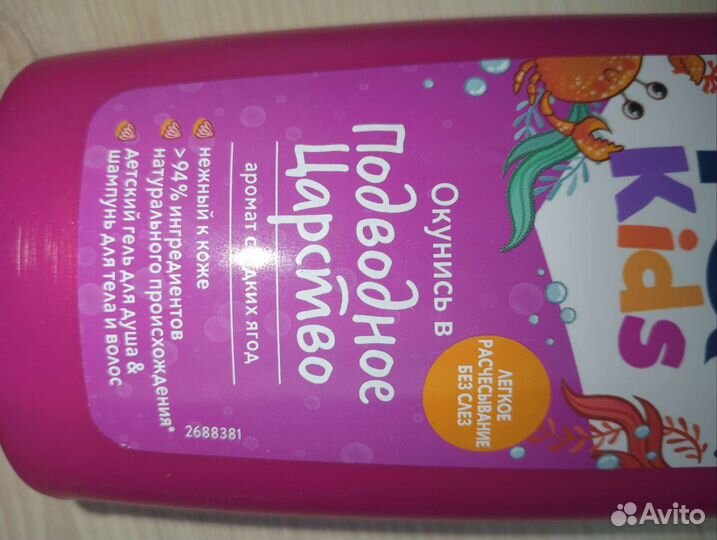 Kids
ЛЕГКОЕ
РАСЧЕСЫВАНИЕ
БЕЗ СЛЕЗ
Окунись в
Подводное
Царство
аромат сладких ягод
нежный к коже
>94% ингредиентов
натурального происхождения*
детский гель для душа &
шампунь для тела и волос
2688381
Avito